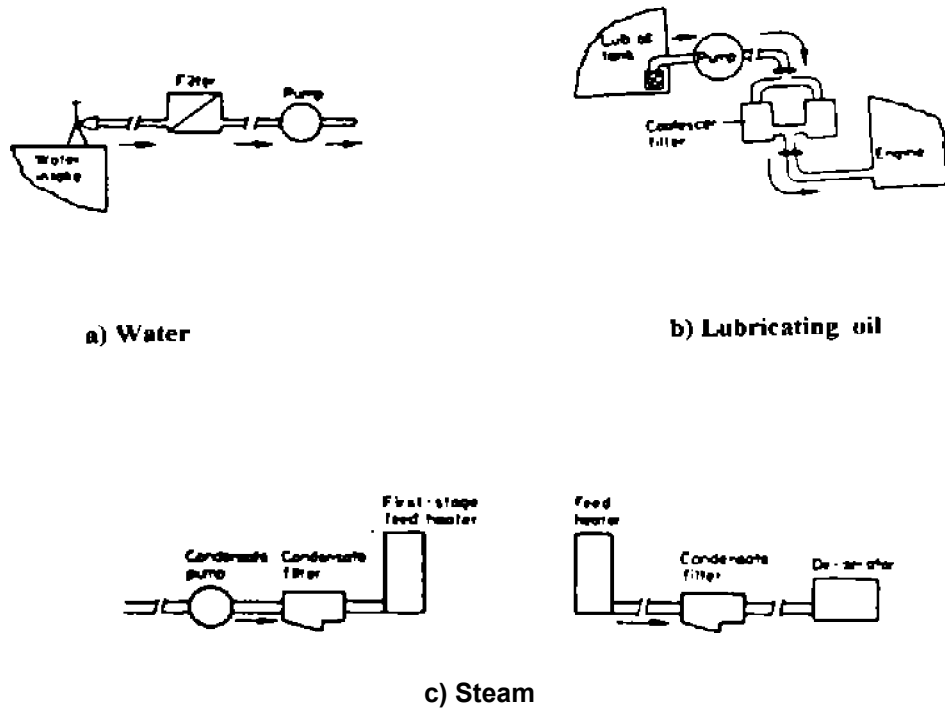 Filter
Pump
Water
intake
a) Water
Lub oil
tank
Pump
Coalescer
filter
Engine
b) Lubricating oil
Condensate
pump
Condensate
filter
First-stage
feed heater
Feed
heater
Condensate
filter
De-aerator
c) Steam